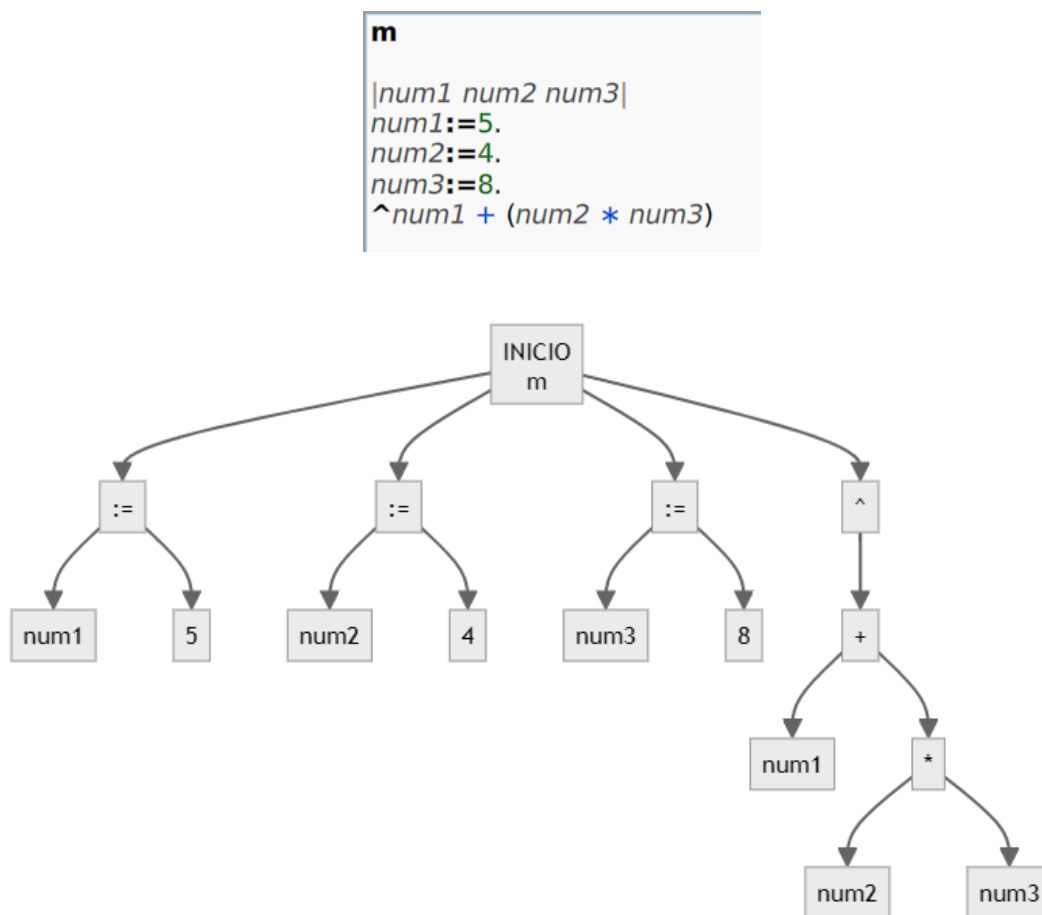 m
|num1 num2 num3|
num1:=5.
num2:=4.
num3:=8.
^num1 + (num2 * num3)
INICIO
m
:=
:=
:=
^
num1
5
num2
4
num3
8
+
num1
*
num2
num3